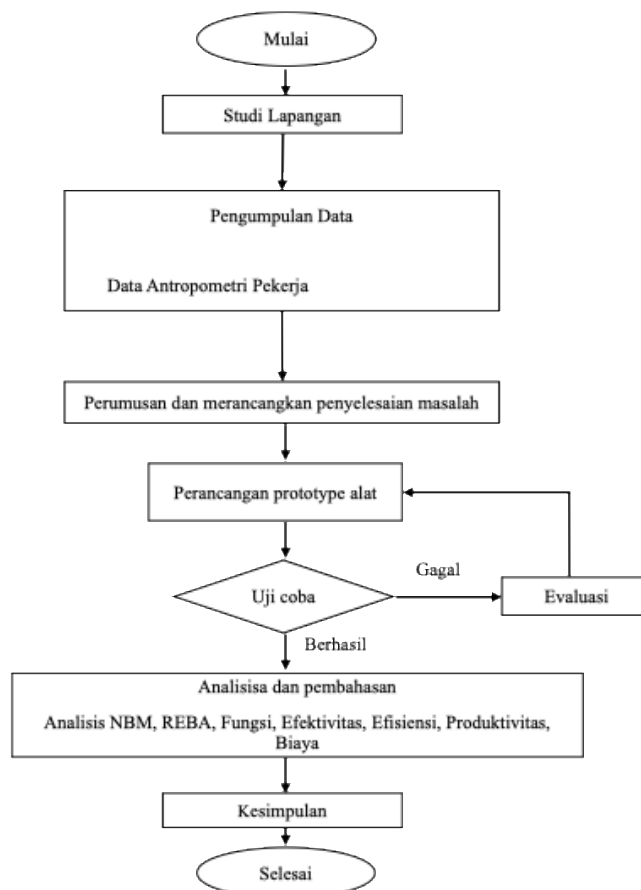 Mulai
Studi Lapangan
Pengumpulan Data
Data Antropometri Pekerja
Perumusan dan merancangkan penyelesaian masalah
Perancangan prototype alat
Uji coba
Gagal
Evaluasi
Berhasil
Analisisa dan pembahasan
Analisis NBM, REBA, Fungsi, Efektivitas, Efisiensi, Produktivitas,
Biaya
Kesimpulan
Selesai